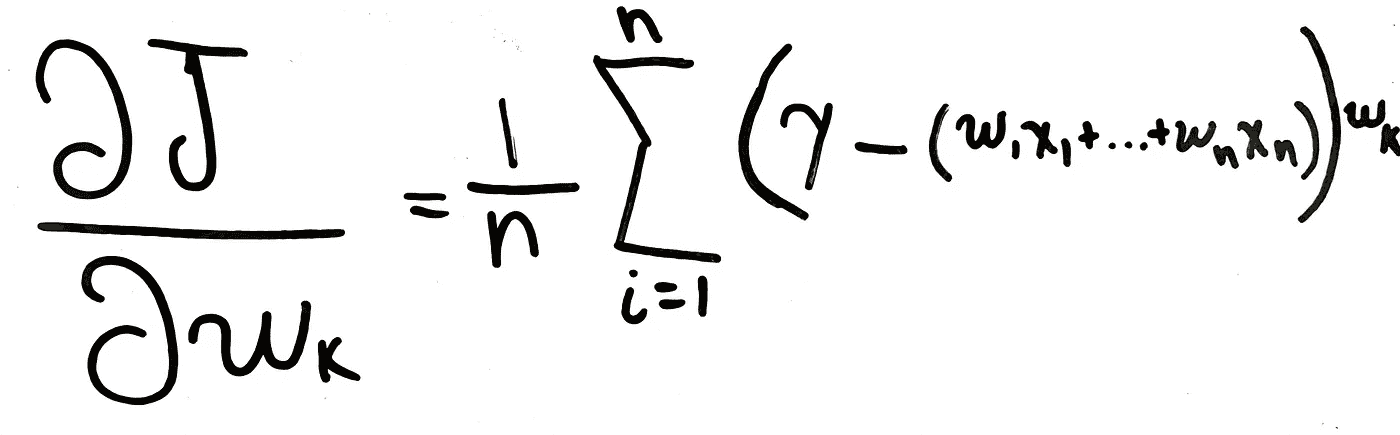 ∂J/∂w_k = 1/n ∑_{i=1}^{n} (y − (w_1x_1+...+w_nx_n))^{w_k}